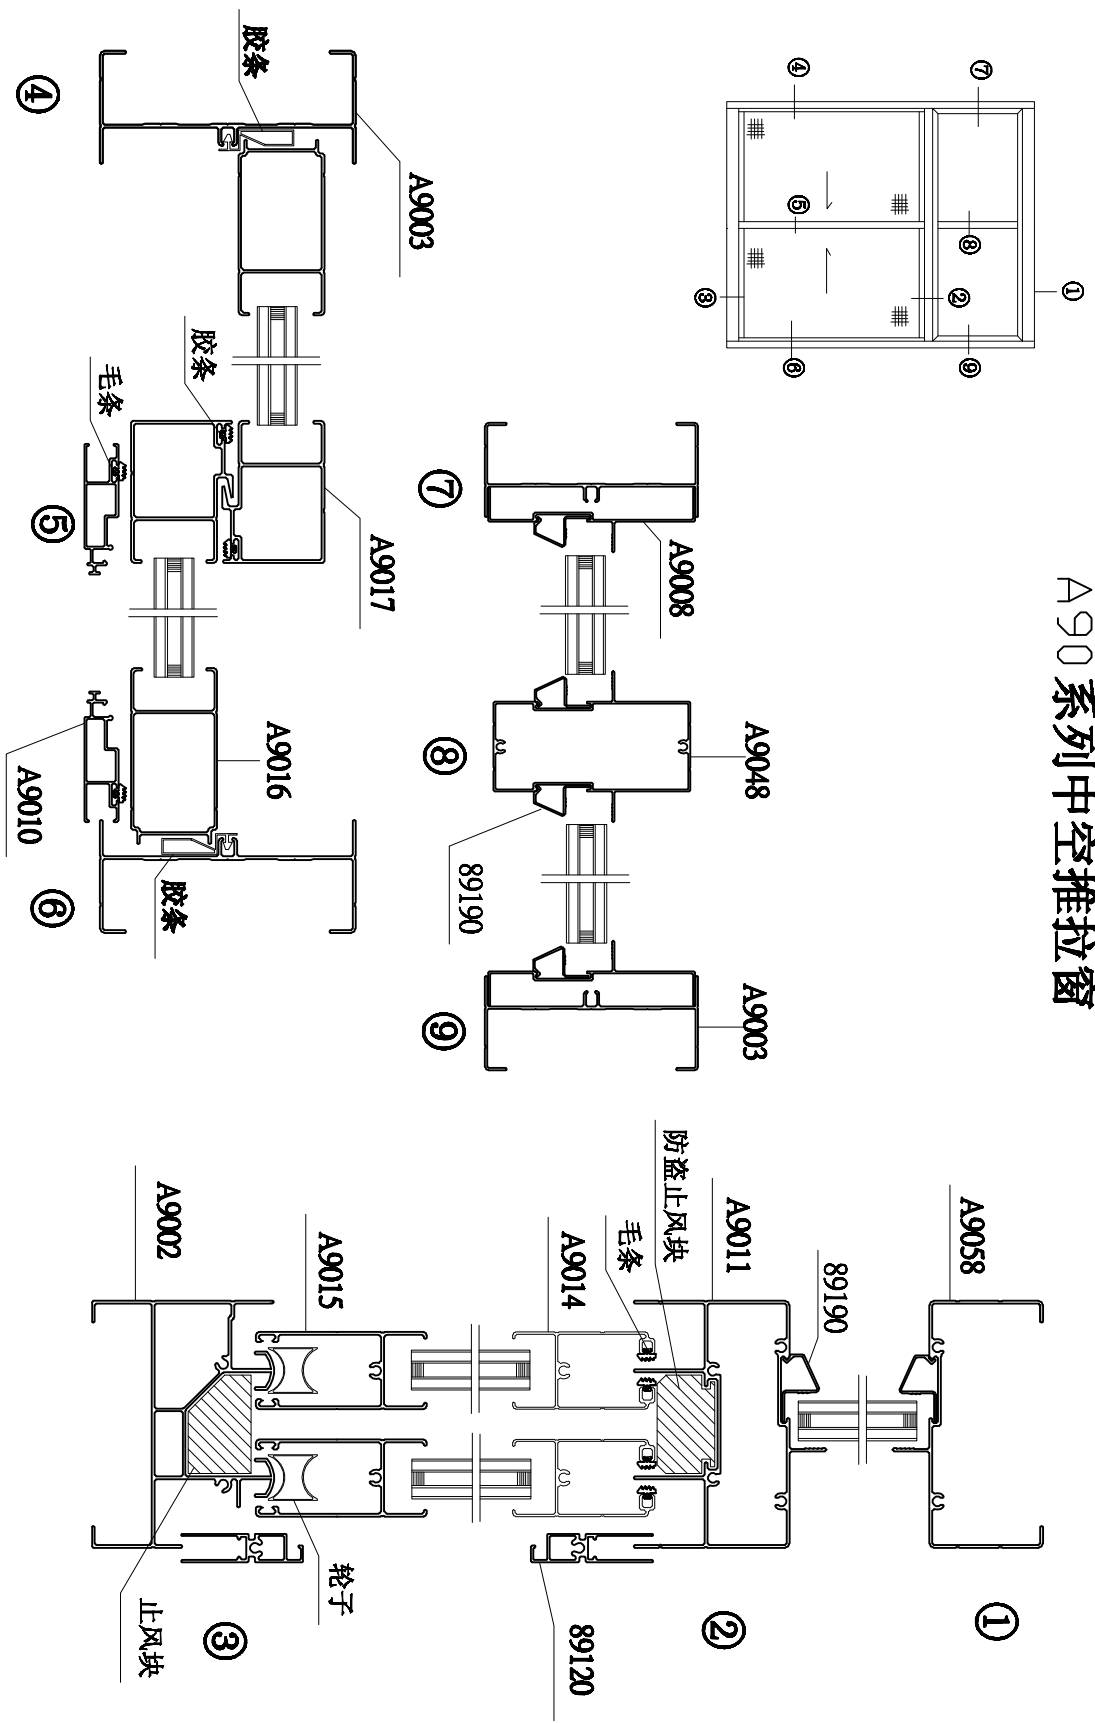 A90系列中空推拉窗
①
②
③
④
⑤
⑥
⑦
⑧
⑨
A9058
89190
①
A9011
防盗止风块
毛条
A9014
89120
②
A9015
A9002
轮子
止风块
③
A9003
胶条
④
A9017
胶条
毛条
⑤
A9016
A9010
胶条
⑥
A9008
⑦
A9048
89190
⑧
A9003
⑨